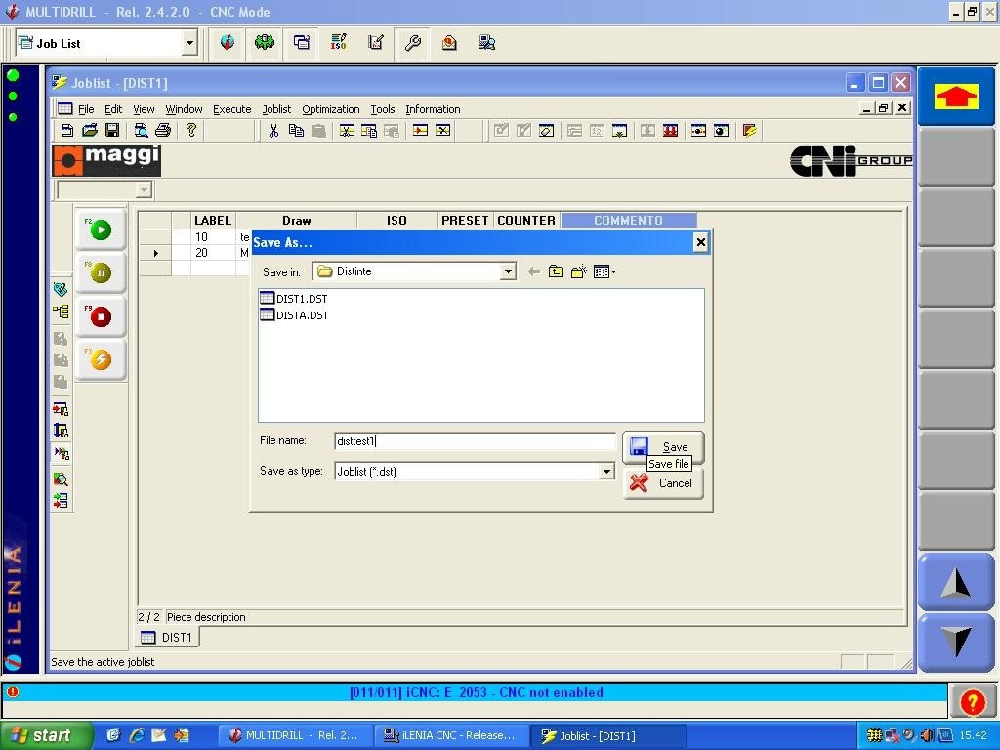 MULTIDRILL - Rel. 2.4.2.0 - CNC Mode
Job List
ISO
Joblist - [DIST1]
File Edit View Window Execute Joblist Optimization Tools Information
maggi
CNi GROUP
F2
F8
F9
F3
LABEL Draw ISO PRESET COUNTER COMMENTO
10 te
20 M
Save As...
Save in: Distinte
DIST1.DST
DISTA.DST
File name: disttest1
Save
Save file
Save as type: Joblist (*.dst)
Cancel
2 / 2 Piece description
DIST1
Save the active joblist
iLENIA
[011/011] iCNC: E 2053 - CNC not enabled
start
MULTIDRILL - Rel. 2...
iLENIA CNC - Release...
Joblist - [DIST1]
15.42